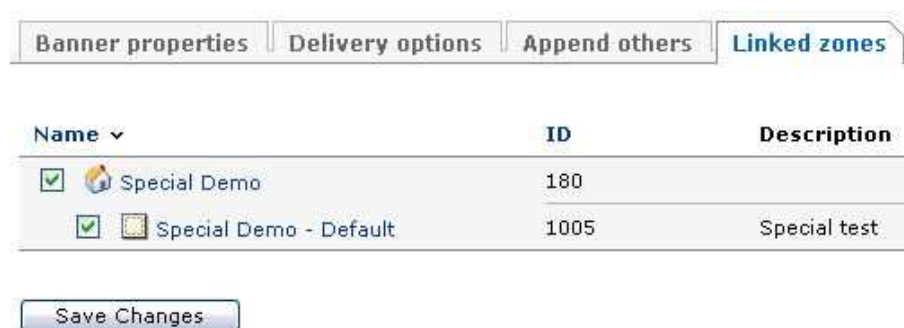 Banner properties Delivery options Append others Linked zones
Name ID Description
Special Demo 180
Special Demo - Default 1005 Special test
Save Changes